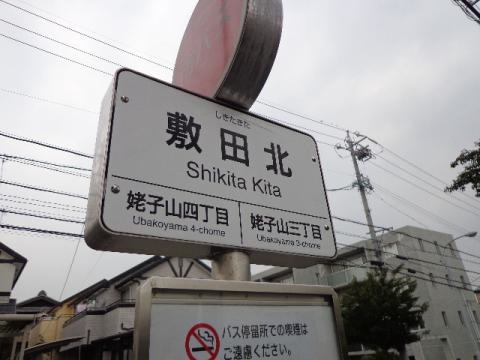 しきたきた
敷田北
Shikita Kita
姥子山四丁目
Ubakoyama 4-chome
姥子山三丁目
Ubakoyama 3-chome
バス停留所での喫煙は
ご遠慮ください。